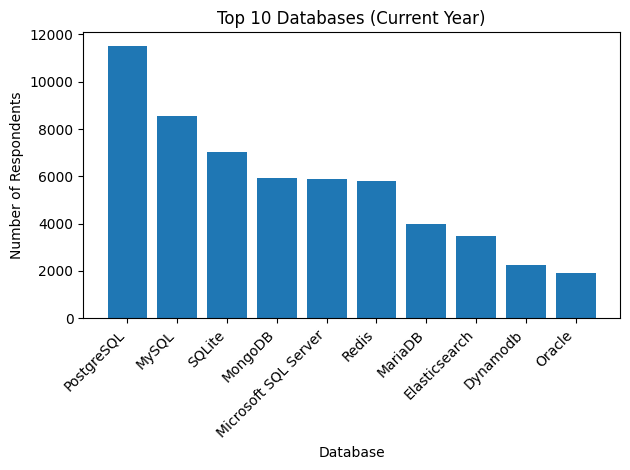 Top 10 Databases (Current Year)
Number of Respondents
12000
10000
8000
6000
4000
2000
0
PostgreSQL
MySQL
SQLite
MongoDB
Microsoft SQL Server
Redis
MariaDB
Elasticsearch
Dynamodb
Oracle
Database